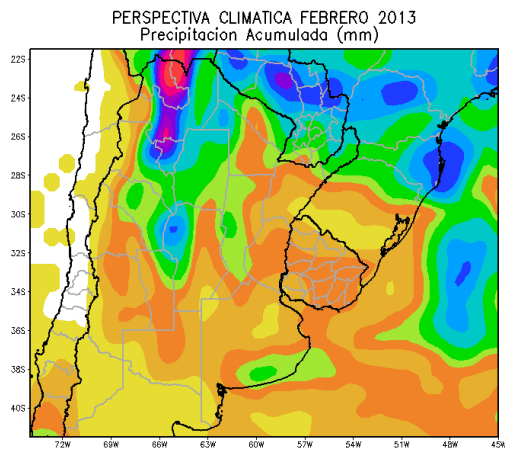 PERSPECTIVA CLIMATICA FEBRERO 2013
Precipitacion Acumulada (mm)
22S
24S
26S
28S
30S
32S
34S
36S
38S
40S
72W 69W 66W 63W 60W 57W 54W 51W 48W 45W